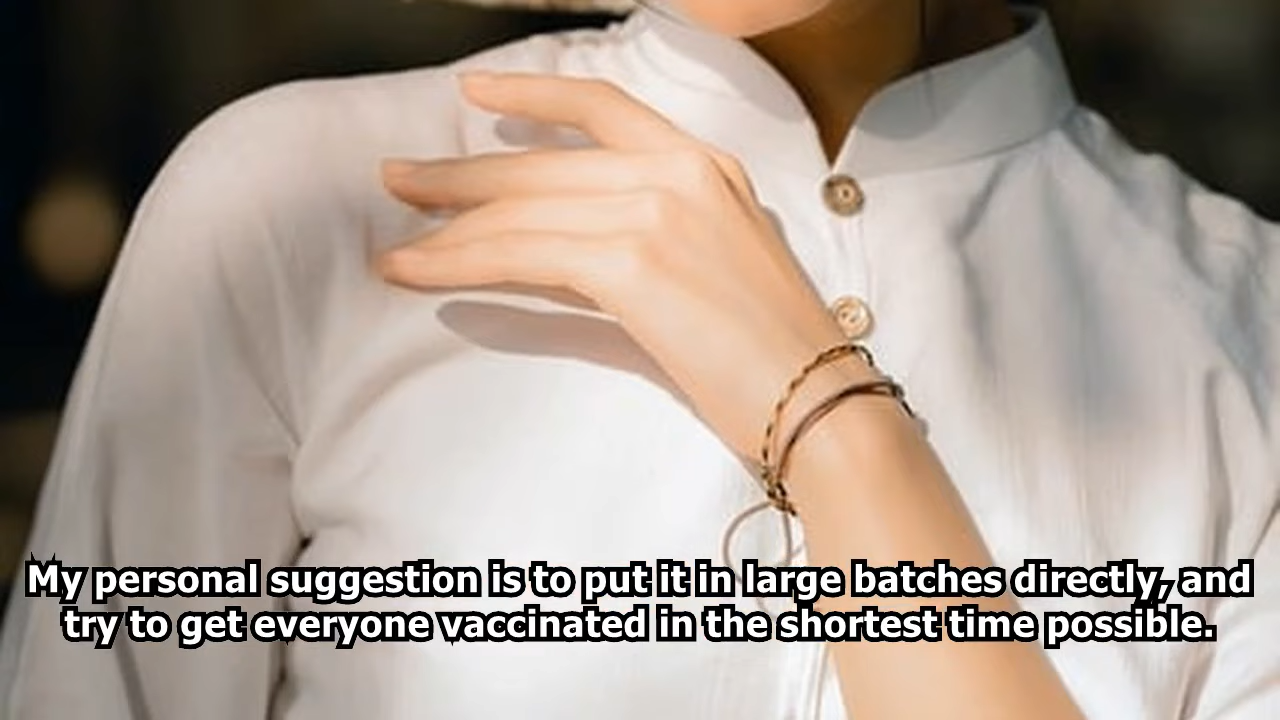 My personal suggestion is to put it in large batches directly, and
try to get everyone vaccinated in the shortest time possible.